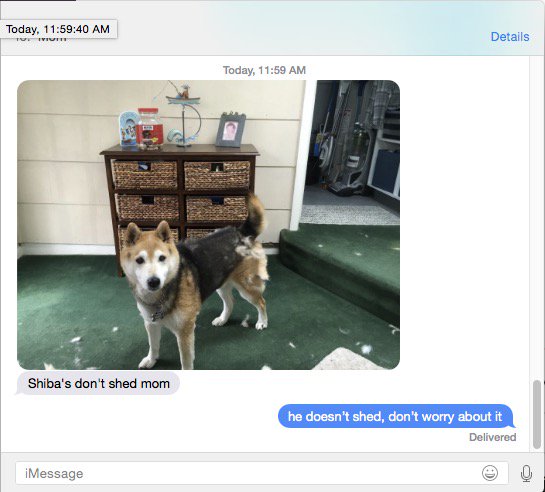 Today, 11:59:40 AM
Details
Today, 11:59 AM
Shiba's don't shed mom
he doesn't shed, don't worry about it
Delivered
iMessage